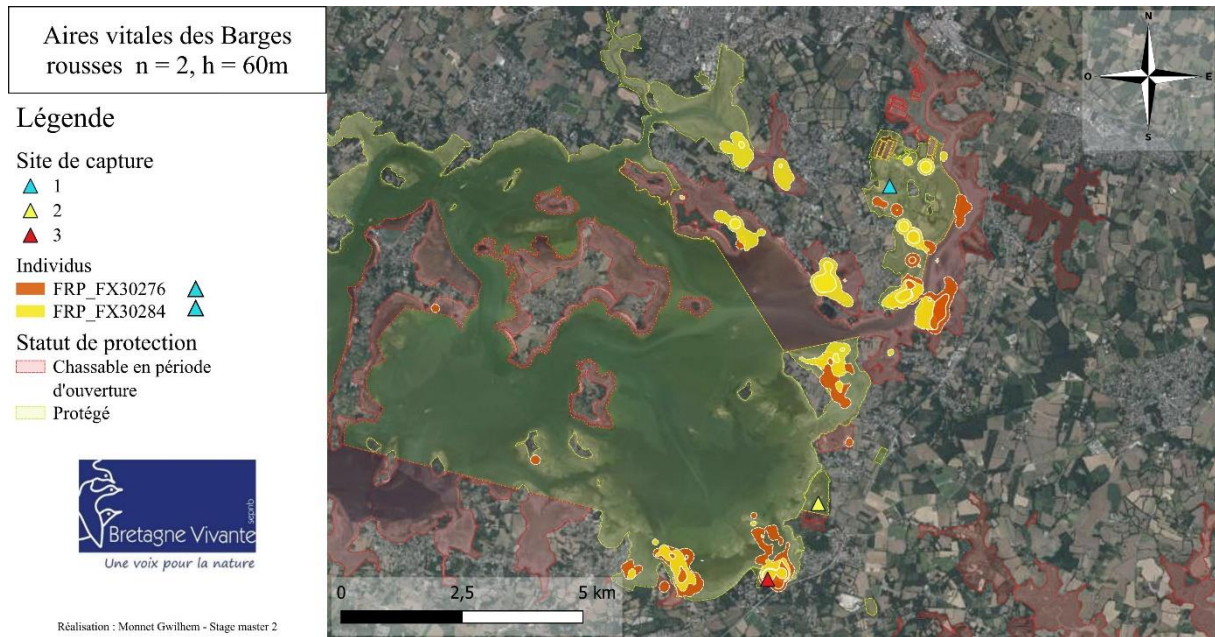 Aires vitales des Barges
rousses n = 2, h = 60m
Légende
Site de capture
1
2
3
Individus
FRP_FX30276
FRP_FX30284
Statut de protection
Chassable en période
d'ouverture
Protégé
Bretagne Vivante
sepnb
Une voix pour la nature
Réalisation : Monnet Gwilhem - Stage master 2
N
O
E
S
0
2,5
5 km